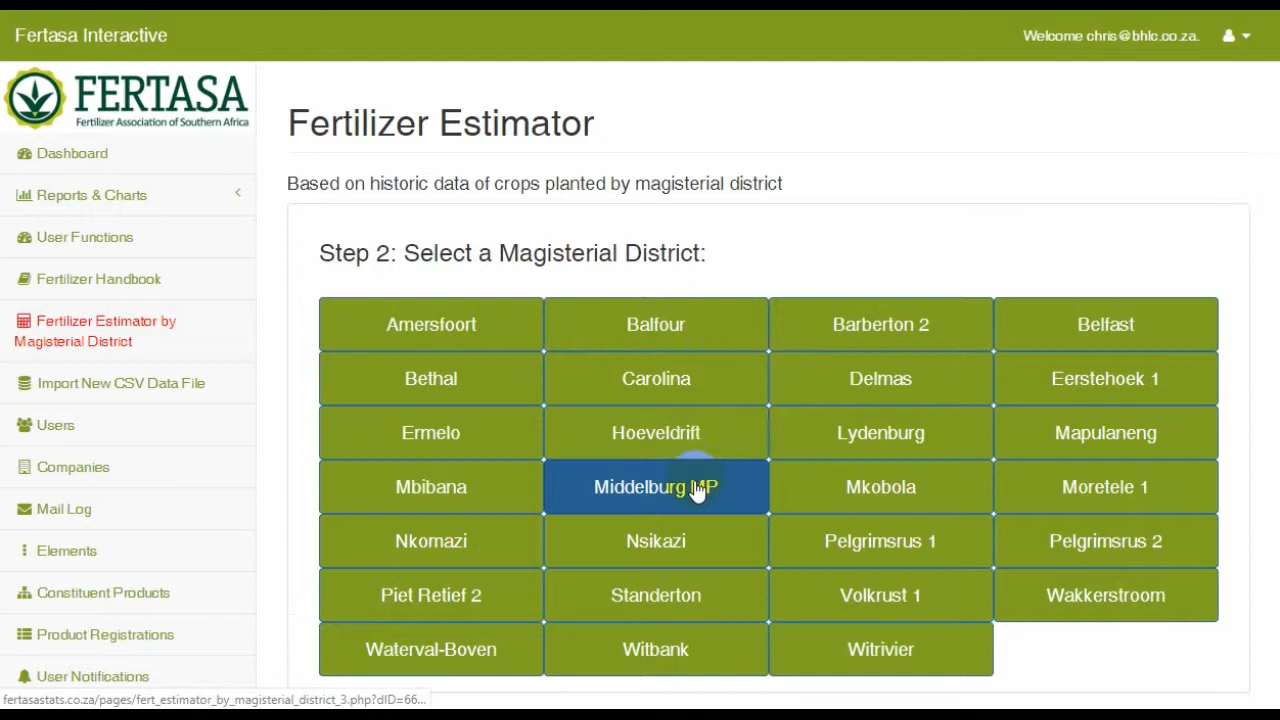 Fertasa Interactive
Welcome chris@bhlc.co.za.
FERTASA
Fertilizer Association of Southern Africa
Dashboard
Reports & Charts
User Functions
Fertilizer Handbook
Fertilizer Estimator by
Magisterial District
Import New CSV Data File
Users
Companies
Mail Log
Elements
Constituent Products
Product Registrations
User Notifications
Fertilizer Estimator
Based on historic data of crops planted by magisterial district
Step 2: Select a Magisterial District:
Amersfoort Balfour Barberton 2 Belfast
Bethal Carolina Delmas Eerstehoek 1
Ermelo Hoeveldrift Lydenburg Mapulaneng
Mbibana Middelburg MP Mkobola Moretele 1
Nkomazi Nsikazi Pelgrimsrus 1 Pelgrimsrus 2
Piet Retief 2 Standerton Volkrust 1 Wakkerstroom
Waterval-Boven Witbank Witrivier
fertasastats.co.za/pages/fert_estimator_by_magisterial_district_3.php?dID=66...